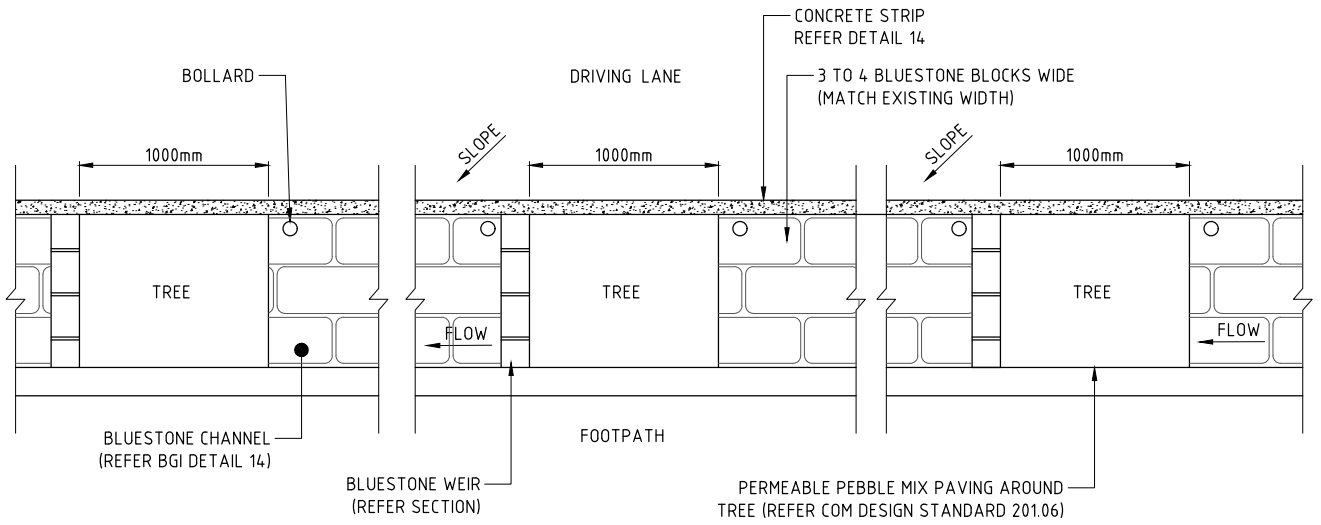 CONCRETE STRIP
REFER DETAIL 14
BOLLARD
DRIVING LANE
3 TO 4 BLUESTONE BLOCKS WIDE
(MATCH EXISTING WIDTH)
SLOPE
SLOPE
1000mm
1000mm
1000mm
TREE
TREE
TREE
FLOW
FLOW
BLUESTONE CHANNEL
(REFER BGI DETAIL 14)
FOOTPATH
BLUESTONE WEIR
(REFER SECTION)
PERMEABLE PEBBLE MIX PAVING AROUND
TREE (REFER COM DESIGN STANDARD 201.06)